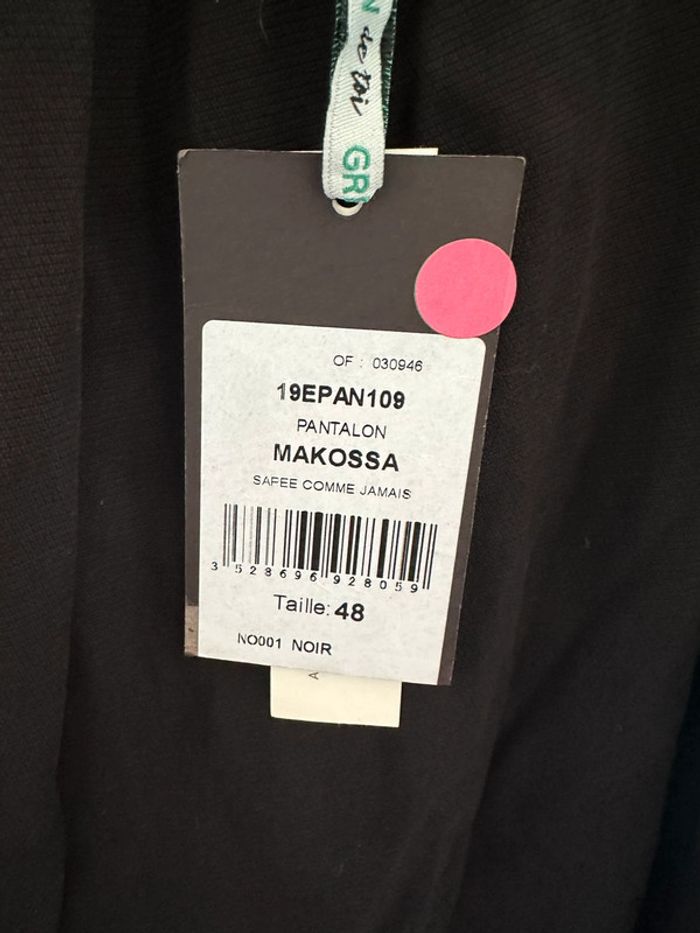 N de toi
GR
OF : 030946
19EPAN109
PANTALON
MAKOSSA
SAFEE COMME JAMAIS
3 528696 928059
Taille: 48
NO001 NOIR
A